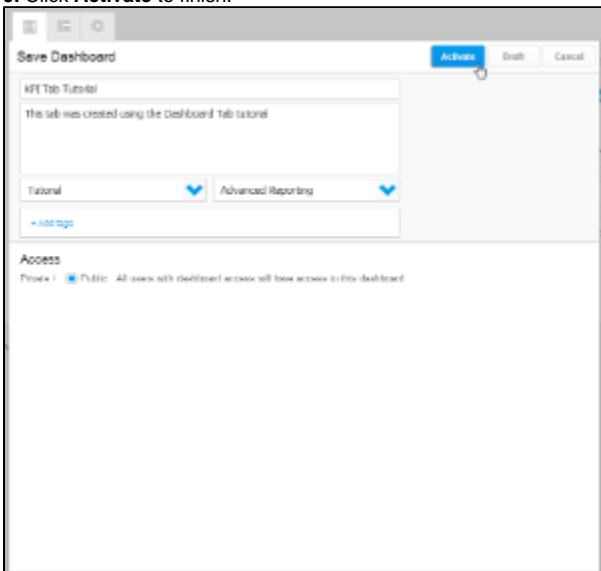 Click Activate to finish.
Save Dashboard
Activate Draft Cancel
KPI Tab Tutorial
This tab was created using the Dashboard Tab tutorial
Tutorial Advanced Reporting
+ Add tags
Access
Private Public All users with dashboard access will have access to this dashboard